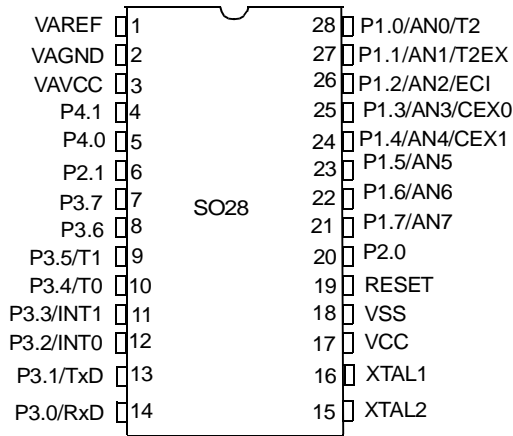 VAREF 1 28 P1.0/AN0/T2
VAGND 2 27 P1.1/AN1/T2EX
VAVCC 3 26 P1.2/AN2/ECI
P4.1 4 25 P1.3/AN3/CEX0
P4.0 5 24 P1.4/AN4/CEX1
P2.1 6 23 P1.5/AN5
P3.7 7 22 P1.6/AN6
SO28
P3.6 8 21 P1.7/AN7
P3.5/T1 9 20 P2.0
P3.4/T0 10 19 RESET
P3.3/INT1 11 18 VSS
P3.2/INT0 12 17 VCC
P3.1/TxD 13 16 XTAL1
P3.0/RxD 14 15 XTAL2